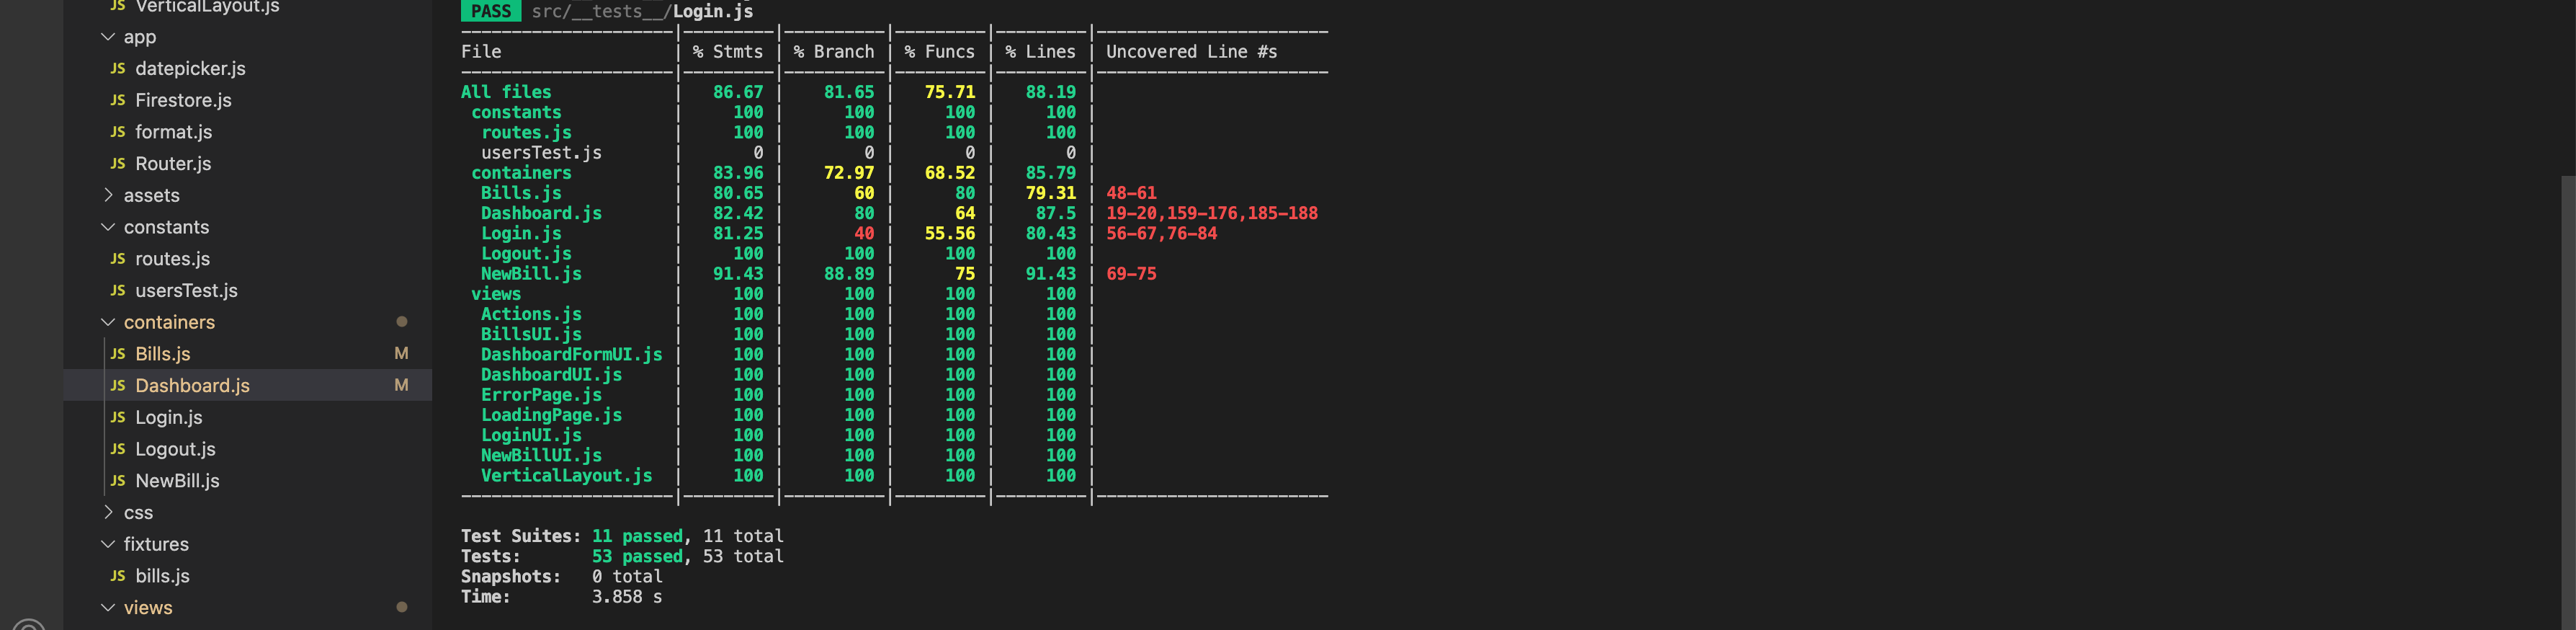 VerticalLayout.js
app
JS datepicker.js
JS Firestore.js
JS format.js
JS Router.js
assets
constants
JS routes.js
JS usersTest.js
containers
JS Bills.js M
JS Dashboard.js M
JS Login.js
JS Logout.js
JS NewBill.js
css
fixtures
JS bills.js
views
PASS src/__tests__/Login.js
File | % Stmts | % Branch | % Funcs | % Lines | Uncovered Line #s
All files | 86.67 | 81.65 | 75.71 | 88.19 |
constants | 100 | 100 | 100 | 100 |
routes.js | 100 | 100 | 100 | 100 |
usersTest.js | 0 | 0 | 0 | 0 |
containers | 83.96 | 72.97 | 68.52 | 85.79 |
Bills.js | 80.65 | 60 | 80 | 79.31 | 48-61
Dashboard.js | 82.42 | 80 | 64 | 87.5 | 19-20,159-176,185-188
Login.js | 81.25 | 40 | 55.56 | 80.43 | 56-67,76-84
Logout.js | 100 | 100 | 100 | 100 |
NewBill.js | 91.43 | 88.89 | 75 | 91.43 | 69-75
views | 100 | 100 | 100 | 100 |
Actions.js | 100 | 100 | 100 | 100 |
BillsUI.js | 100 | 100 | 100 | 100 |
DashboardFormUI.js | 100 | 100 | 100 | 100 |
DashboardUI.js | 100 | 100 | 100 | 100 |
ErrorPage.js | 100 | 100 | 100 | 100 |
LoadingPage.js | 100 | 100 | 100 | 100 |
LoginUI.js | 100 | 100 | 100 | 100 |
NewBillUI.js | 100 | 100 | 100 | 100 |
VerticalLayout.js | 100 | 100 | 100 | 100 |
Test Suites: 11 passed, 11 total
Tests: 53 passed, 53 total
Snapshots: 0 total
Time: 3.858 s